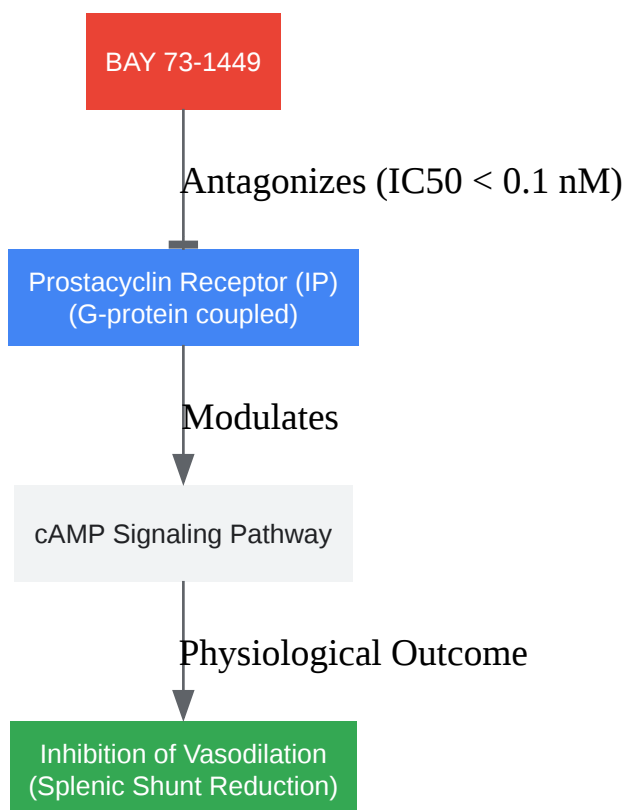 BAY 73-1449
Antagonizes (IC50 < 0.1 nM)
Prostacyclin Receptor (IP)
(G-protein coupled)
Modulates
cAMP Signaling Pathway
Physiological Outcome
Inhibition of Vasodilation
(Splenic Shunt Reduction)